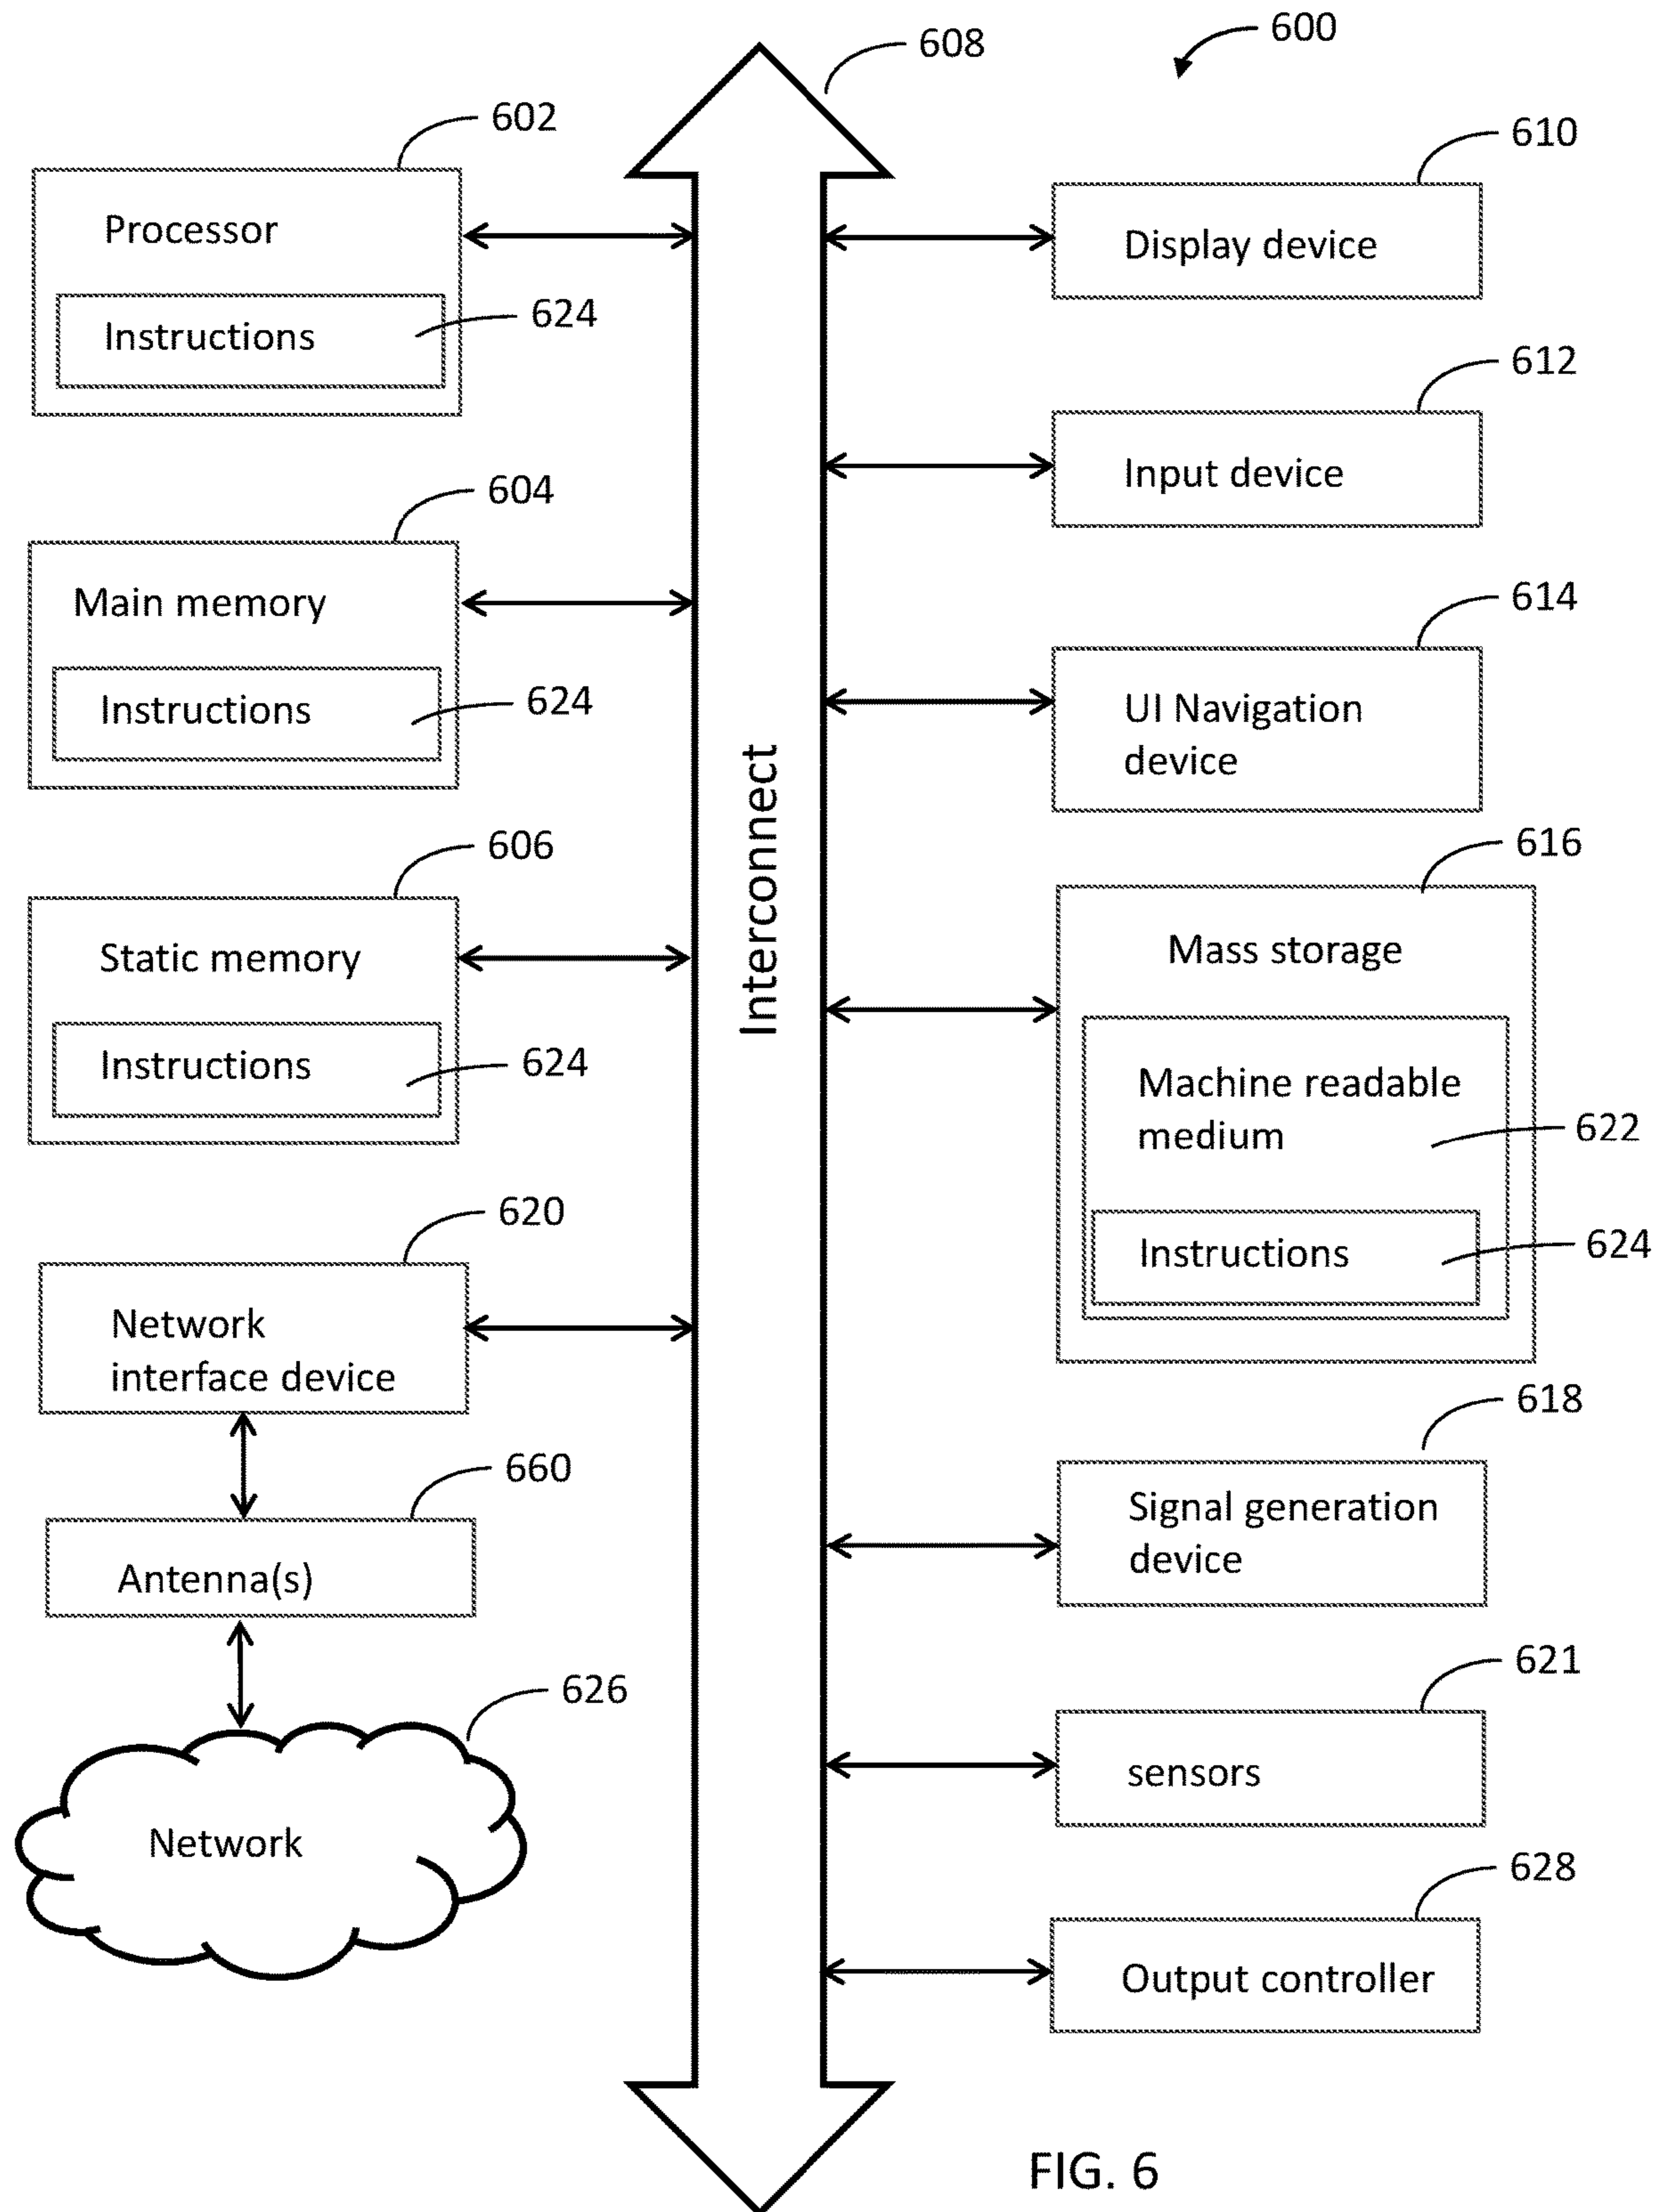 600
608
602
Processor
Instructions
624
604
Main memory
Instructions
624
606
Static memory
Instructions
624
620
Network
interface device
660
Antenna(s)
626
Network
Interconnect
610
Display device
612
Input device
614
UI Navigation
device
616
Mass storage
Machine readable
medium
622
Instructions
624
618
Signal generation
device
621
sensors
628
Output controller
FIG. 6